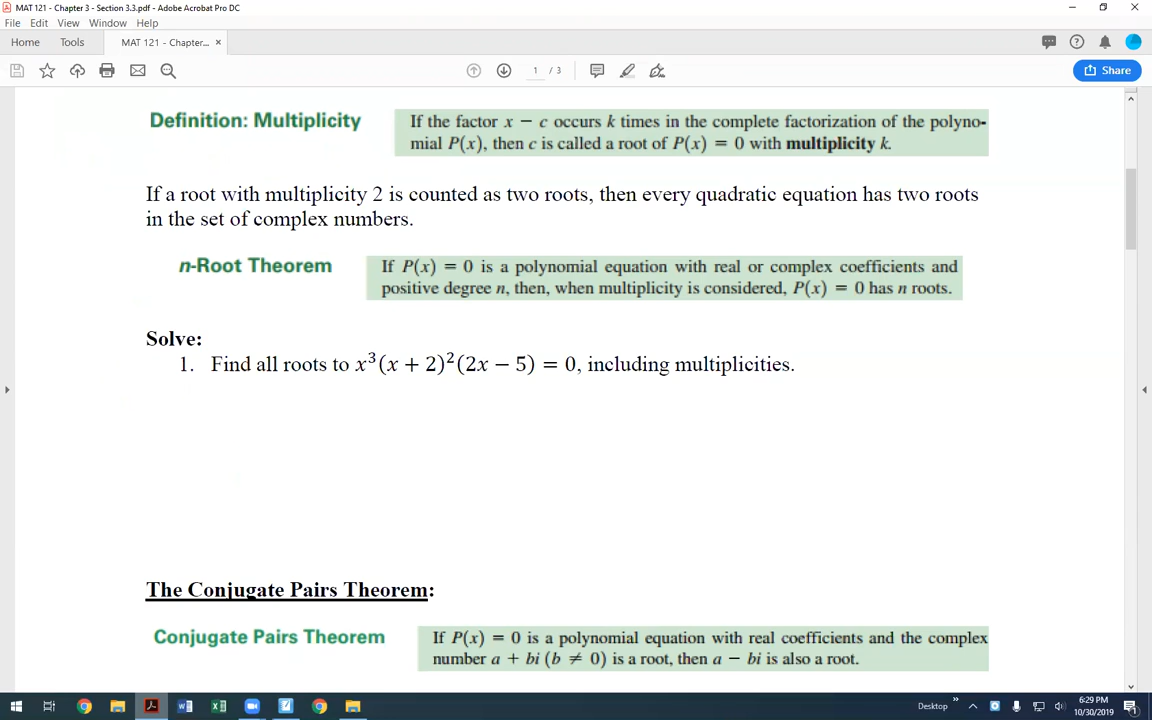 MAT 121 - Chapter 3 - Section 3.3.pdf - Adobe Acrobat Pro DC
File Edit View Window Help
Home Tools MAT 121 - Chapter... ×
1 / 3 Share
Definition: Multiplicity
If the factor x − c occurs k times in the complete factorization of the polyno-
mial P(x), then c is called a root of P(x) = 0 with multiplicity k.
If a root with multiplicity 2 is counted as two roots, then every quadratic equation has two roots
in the set of complex numbers.
n-Root Theorem
If P(x) = 0 is a polynomial equation with real or complex coefficients and
positive degree n, then, when multiplicity is considered, P(x) = 0 has n roots.
Solve:
1. Find all roots to x³(x + 2)²(2x − 5) = 0, including multiplicities.
The Conjugate Pairs Theorem:
Conjugate Pairs Theorem
If P(x) = 0 is a polynomial equation with real coefficients and the complex
number a + bi (b ≠ 0) is a root, then a − bi is also a root.
Desktop
6:29 PM
10/30/2019